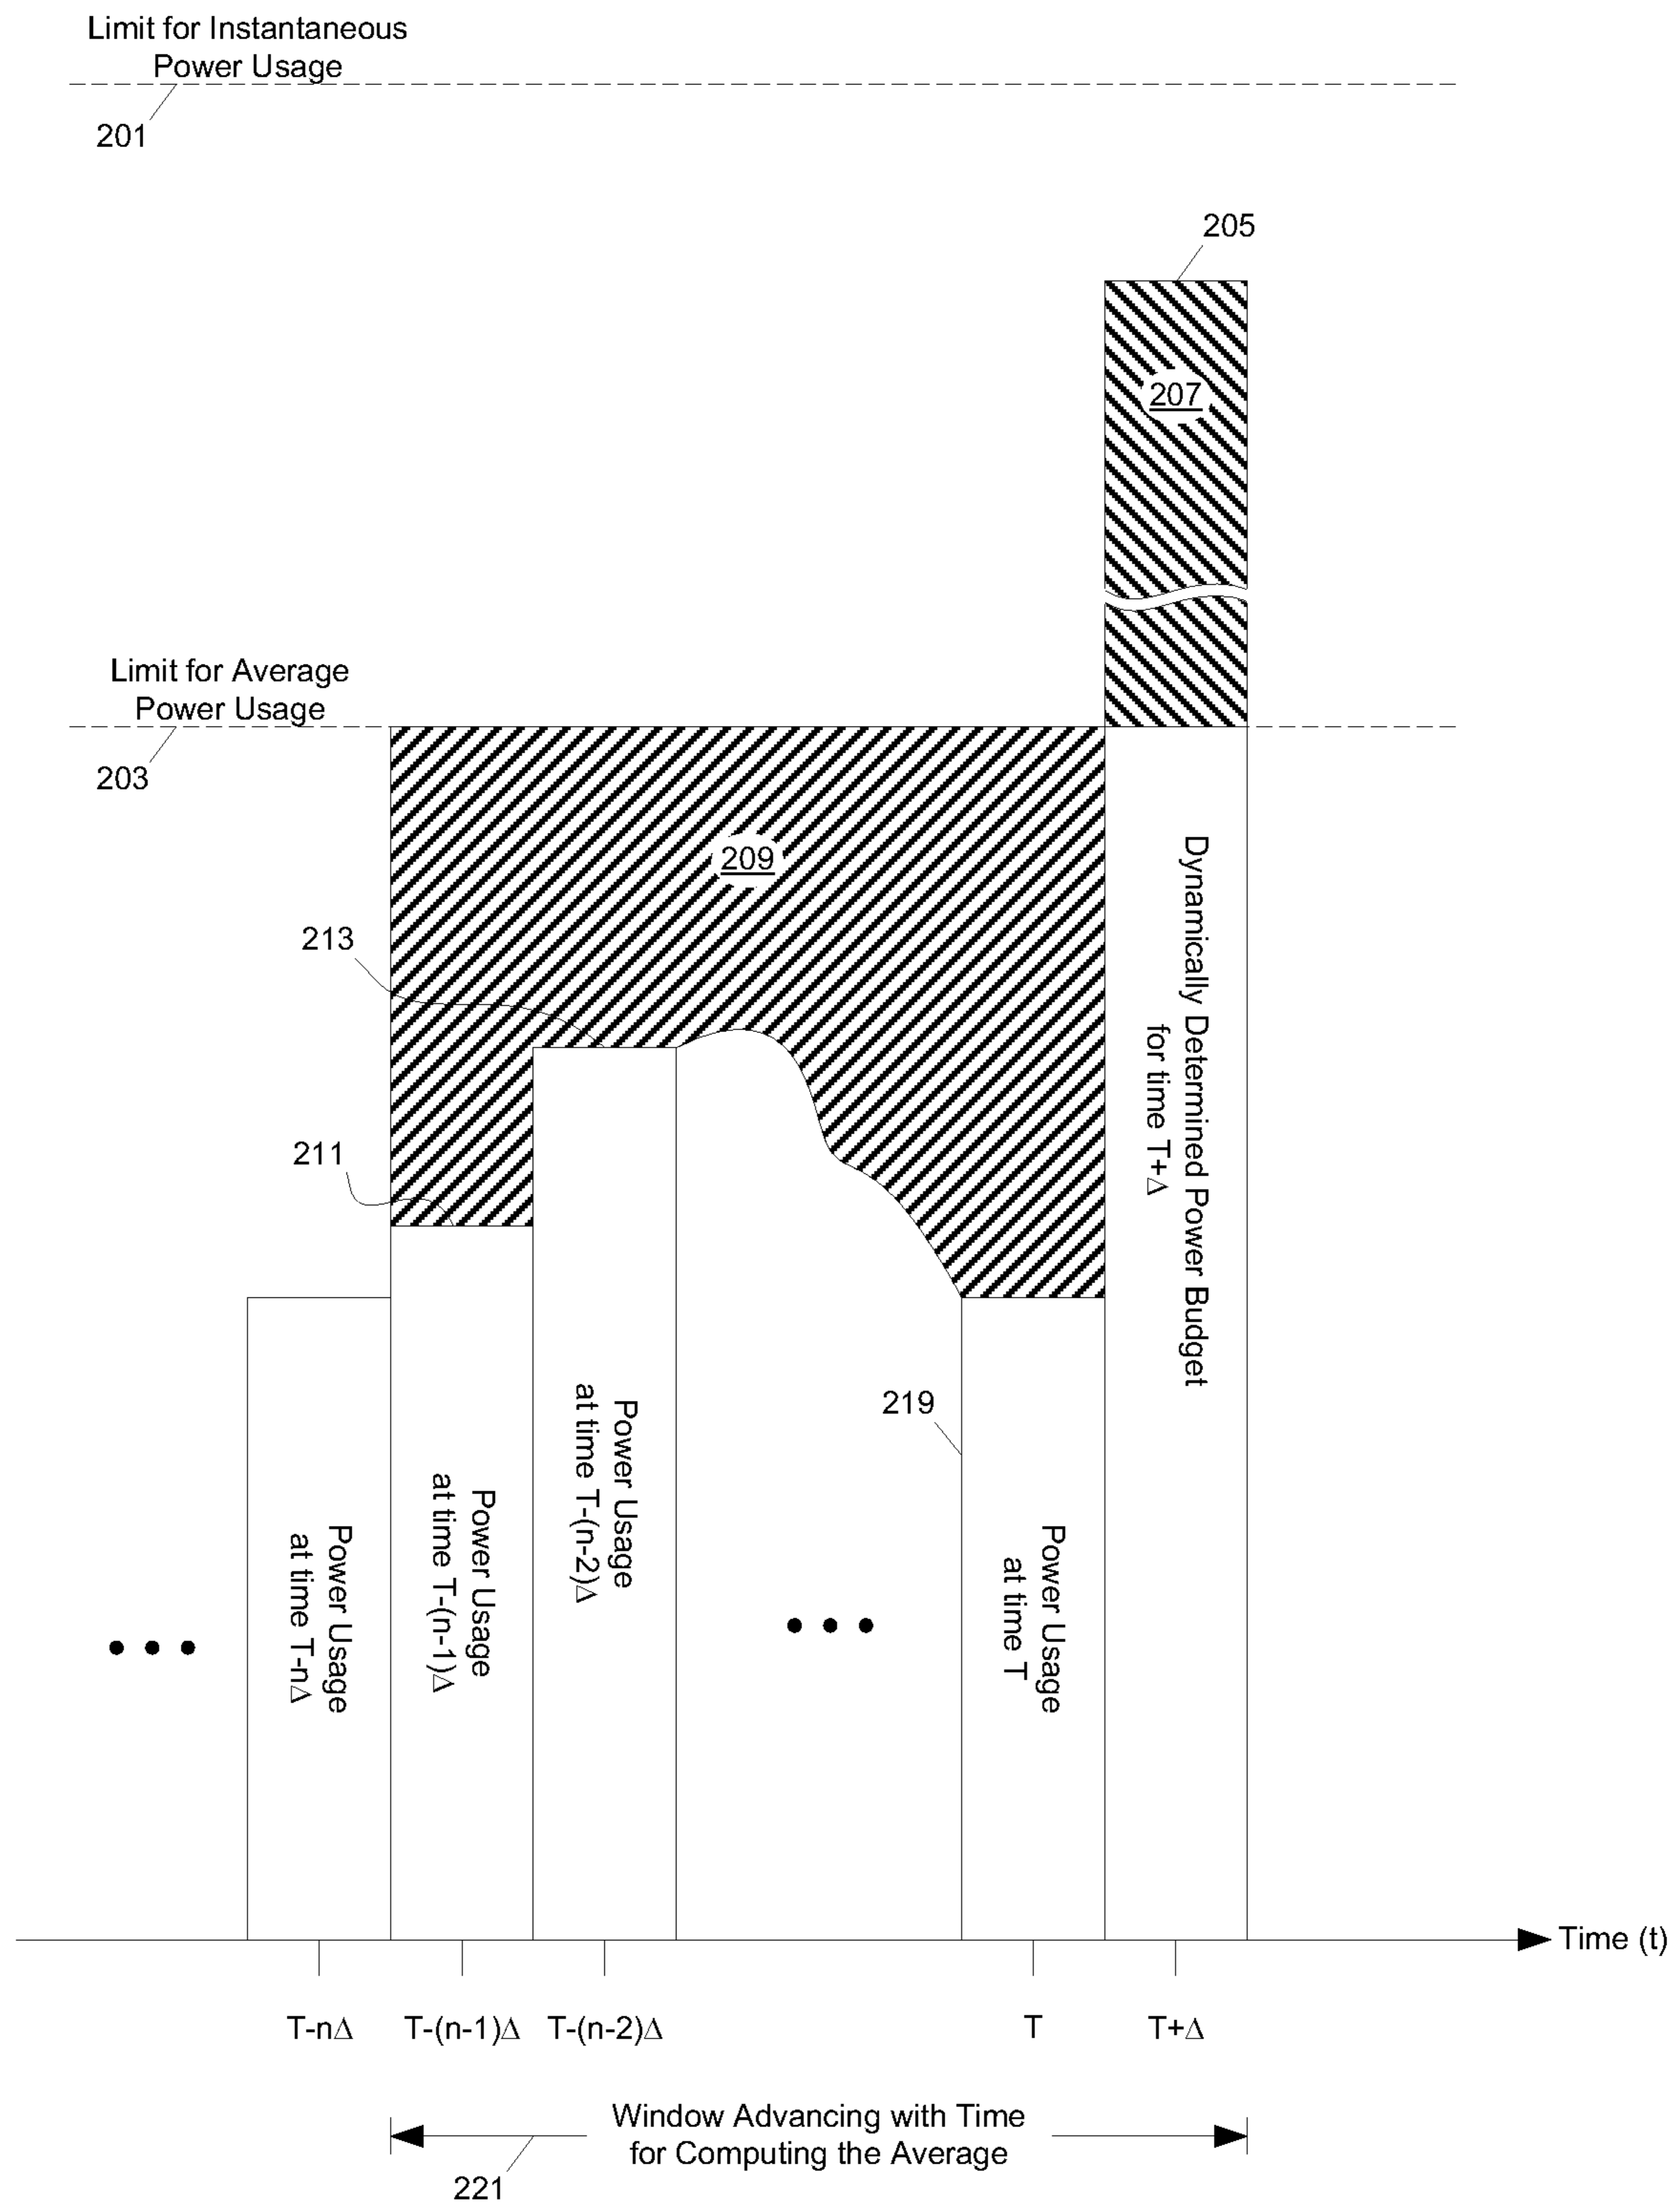 Limit for Instantaneous
Power Usage
201
205
207
Limit for Average
Power Usage
203
209
213
211
219
Dynamically Determined Power Budget
for time T+Δ
Power Usage
at time T-nΔ
Power Usage
at time T-(n-1)Δ
Power Usage
at time T-(n-2)Δ
Power Usage
at time T
Time (t)
T-nΔ T-(n-1)Δ T-(n-2)Δ T T+Δ
Window Advancing with Time
for Computing the Average
221